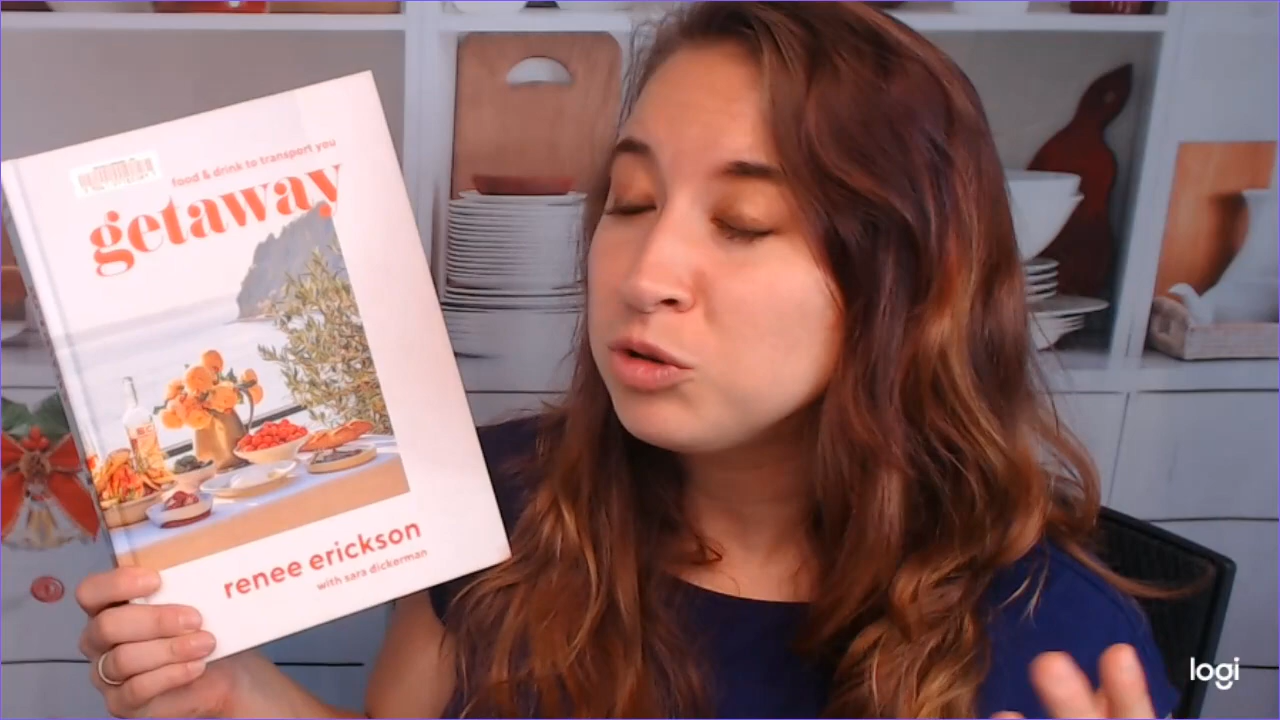 food & drink to transport you
getaway
renee erickson
with sara dickerman
logi